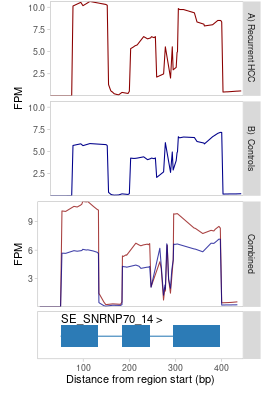 10.0
7.5
5.0
2.5
A) Recurrent HCC
FPM
10.0
7.5
5.0
2.5
B) Controls
9
6
3
FPM
Combined
SE_SNRNP70_14 >
100 200 300 400
Distance from region start (bp)